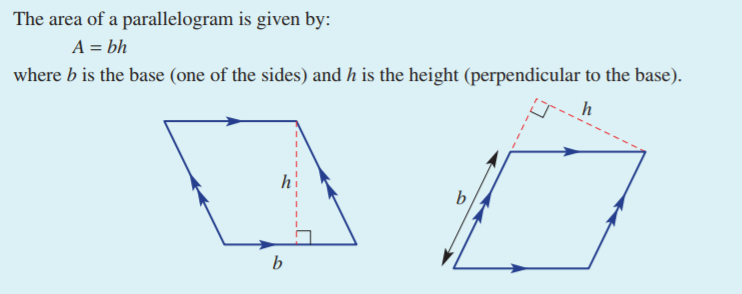 The area of a parallelogram is given by:
A = bh
where b is the base (one of the sides) and h is the height (perpendicular to the base).
h
h
b
b